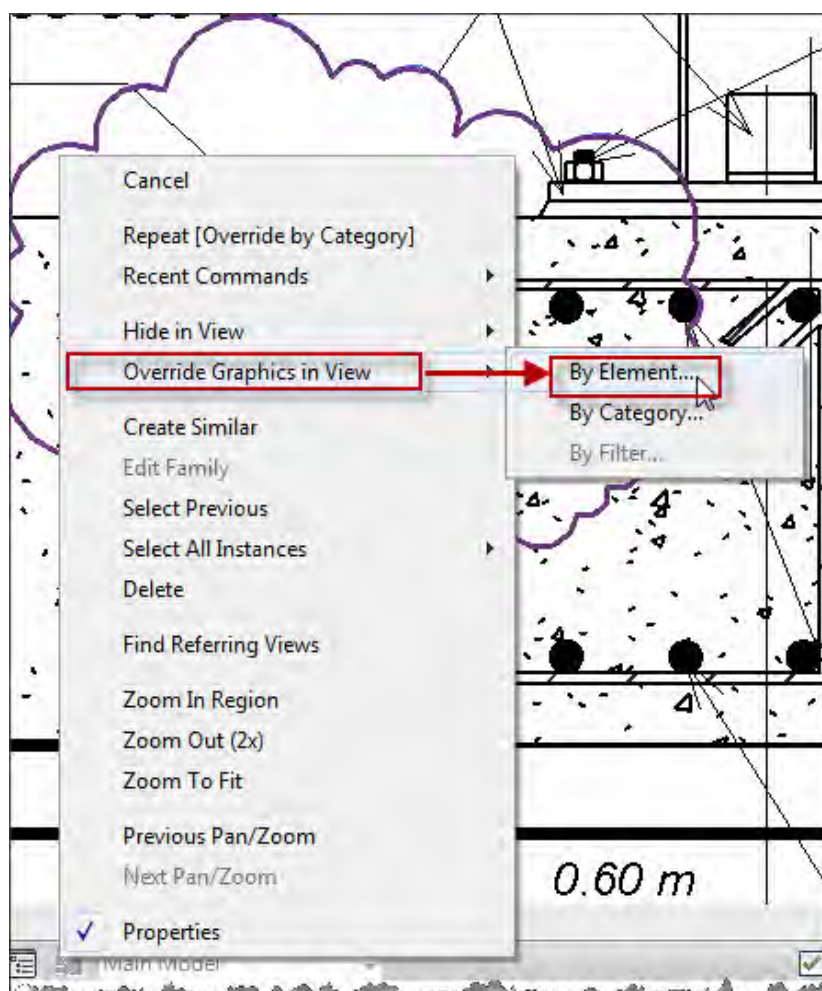 Cancel
Repeat [Override by Category]
Recent Commands
Hide in View
Override Graphics in View
By Element...
By Category...
By Filter...
Create Similar
Edit Family
Select Previous
Select All Instances
Delete
Find Referring Views
Zoom In Region
Zoom Out (2x)
Zoom To Fit
Previous Pan/Zoom
Next Pan/Zoom
0.60 m
Properties
Main Model